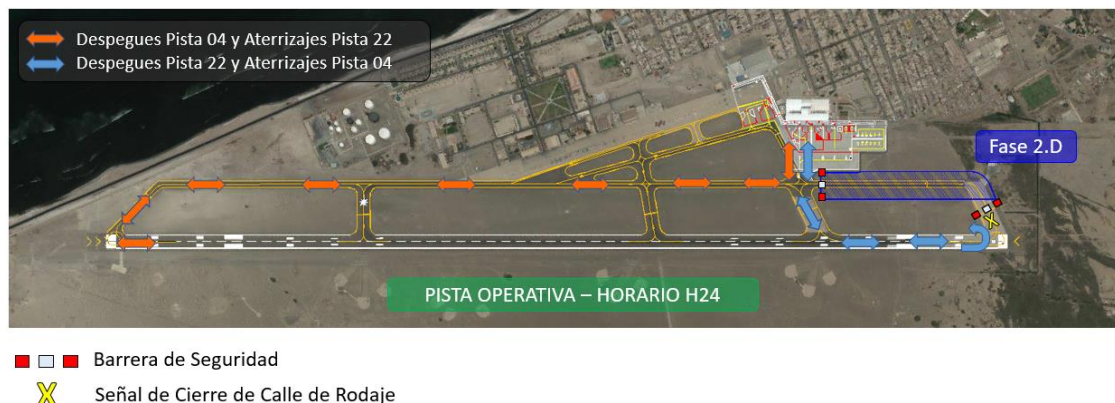 Despegues Pista 04 y Aterrizajes Pista 22
Despegues Pista 22 y Aterrizajes Pista 04
Fase 2.D
PISTA OPERATIVA – HORARIO H24
Barrera de Seguridad
X Señal de Cierre de Calle de Rodaje